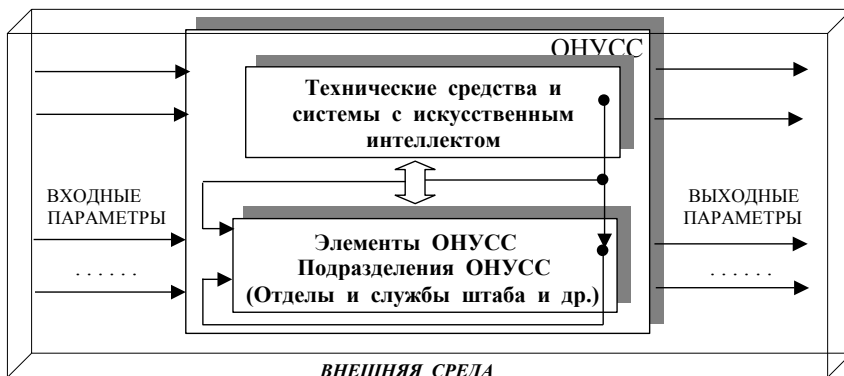 ОНУСС
Технические средства и
системы с искусственным
интеллектом
ВХОДНЫЕ
ПАРАМЕТРЫ
. . . . . .
ВЫХОДНЫЕ
ПАРАМЕТРЫ
. . . . . .
Элементы ОНУСС
Подразделения ОНУСС
(Отделы и службы штаба и др.)
ВНЕШНЯЯ СРЕДА